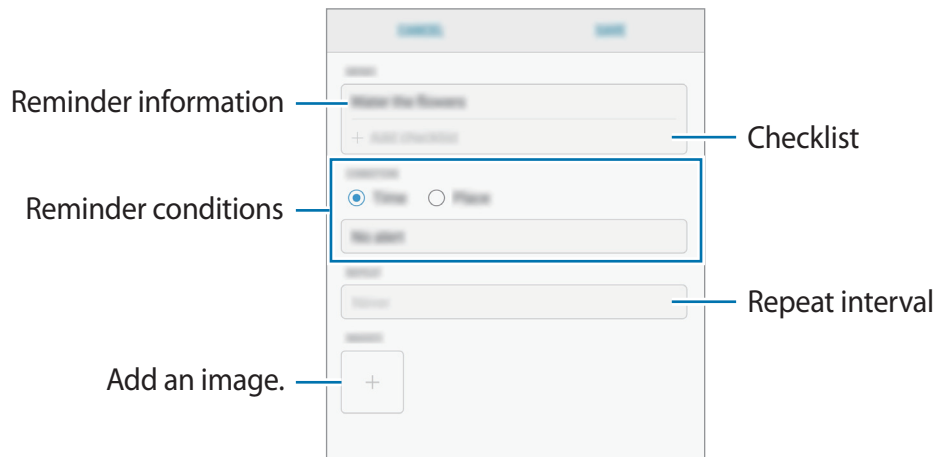 CANCEL SAVE
Reminder information
Water the flowers
+ Add checklist
Checklist
Reminder conditions
Time Place
No alert
REPEAT
Repeat interval
Add an image.
+